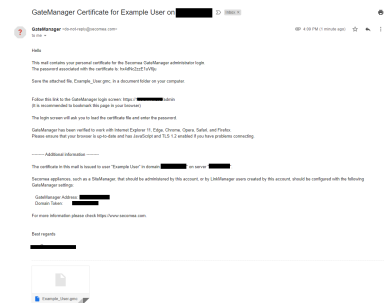 GateManager Certificate for Example User on
Inbox ×
GateManager <do-not-reply@secomea.com>
4:09 PM (1 minute ago)
to me
Hello
This mail contains your personal certificate for the Secomea GateManager administrator login.
The password associated with the certificate is:
Save the attached file, Example_User.gmc, in a document folder on your computer.
Follow this link to the GateManager login screen: https:// /admin
(It is recommended to bookmark this page in your browser.)
The login screen will ask you to load the certificate file and enter the password.
GateManager has been verified to work with Internet Explorer 11, Edge, Chrome, Opera, Safari, and Firefox.
Please ensure that your browser is up-to-date and has JavaScript and TLS 1.2 enabled if you have problems connecting.
-------- Additional information --------
The certificate in this mail is issued to user "Example User" in domain , on server
Secomea appliances, such as a SiteManager, that should be administered by this account, or by LinkManager users created by this account, should be configured with the following
GateManager settings:
GateManager Address:
Domain Token:
For more information please check https://www.secomea.com.
Best regards
Example_User.gmc